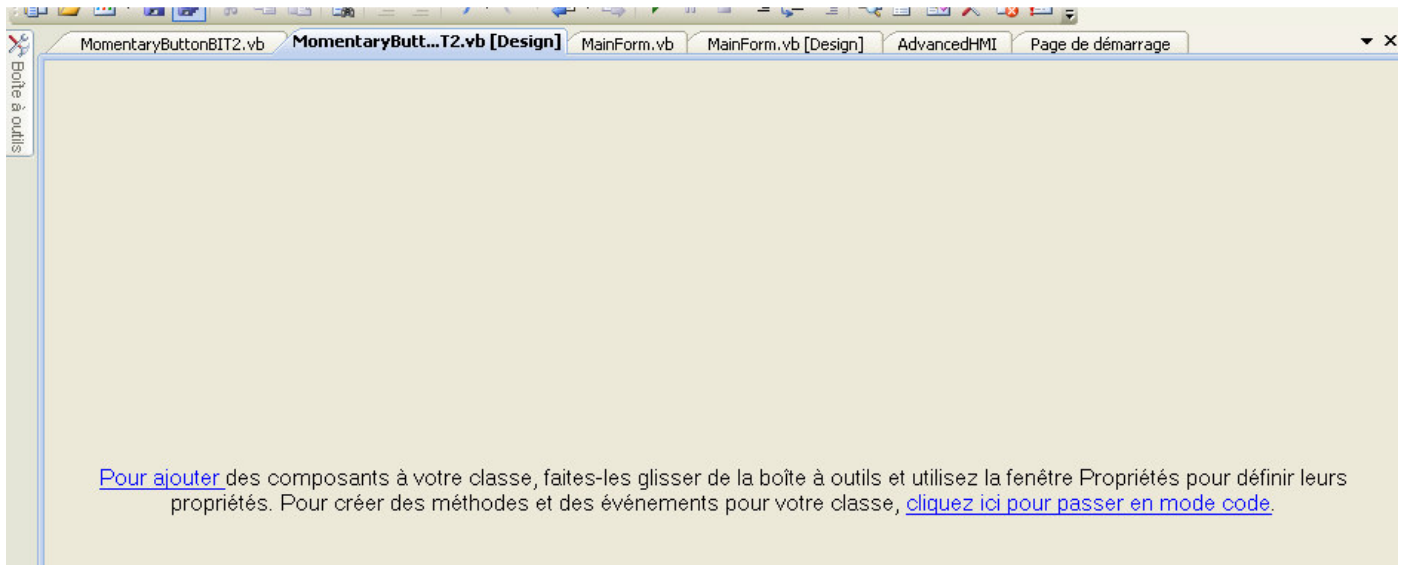 MomentaryButtonBIT2.vb MomentaryButt...T2.vb [Design] MainForm.vb MainForm.vb [Design] AdvancedHMI Page de démarrage
Boîte à outils
Pour ajouter des composants à votre classe, faites-les glisser de la boîte à outils et utilisez la fenêtre Propriétés pour définir leurs
propriétés. Pour créer des méthodes et des événements pour votre classe, cliquez ici pour passer en mode code.